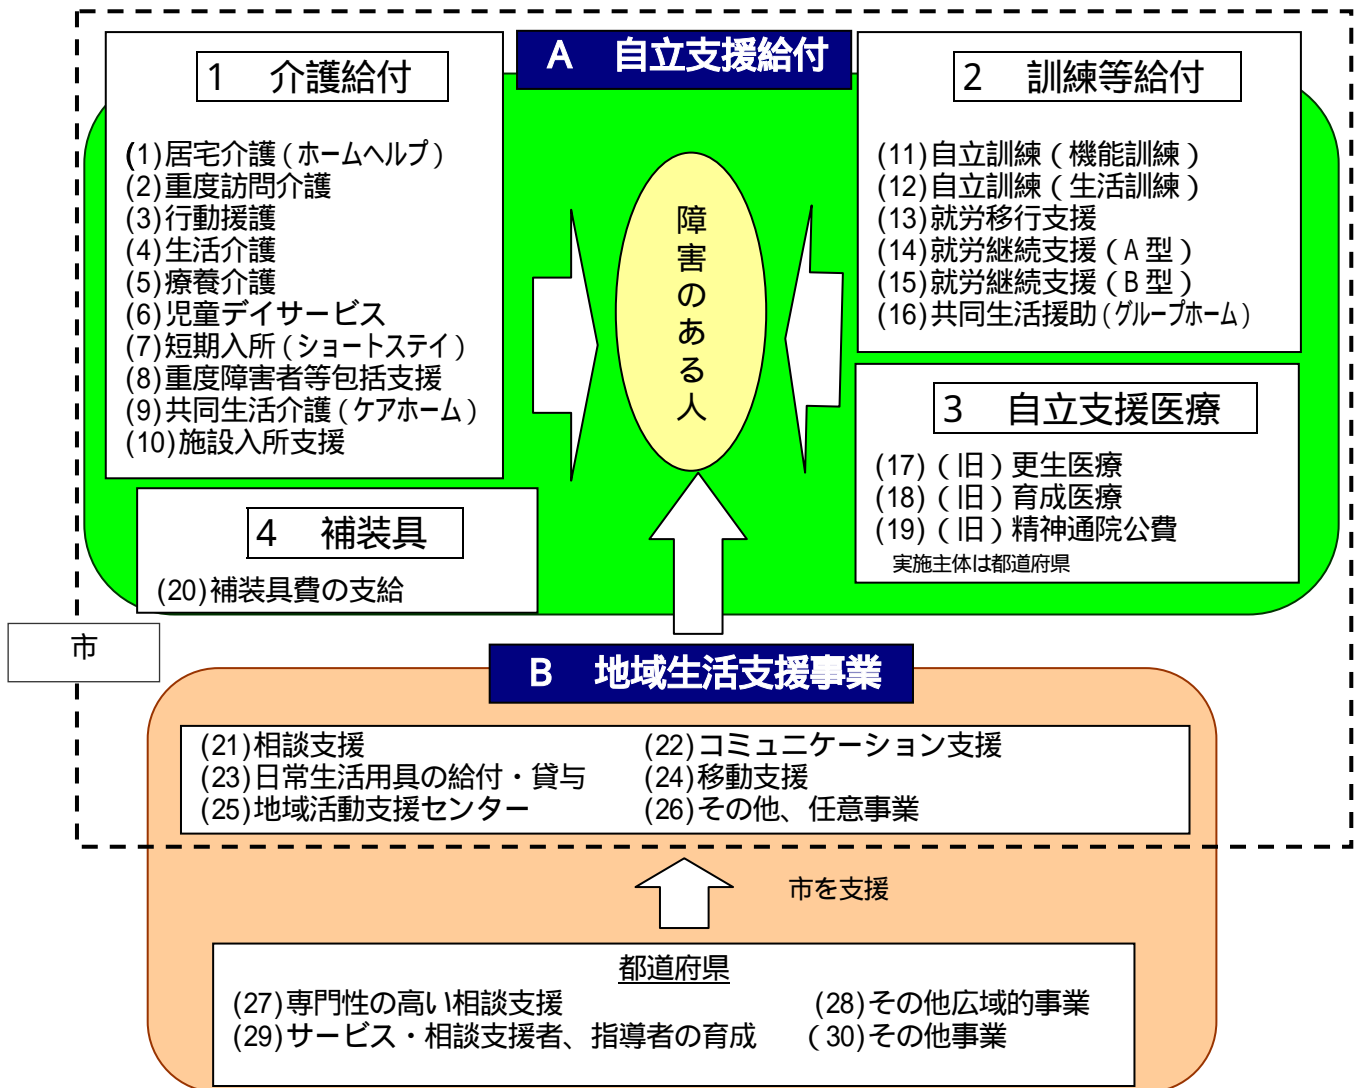 A 自立支援給付
1 介護給付
(1)居宅介護(ホームヘルプ)
(2)重度訪問介護
(3)行動援護
(4)生活介護
(5)療養介護
(6)児童デイサービス
(7)短期入所(ショートステイ)
(8)重度障害者等包括支援
(9)共同生活介護(ケアホーム)
(10)施設入所支援
障害のある人
2 訓練等給付
(11)自立訓練(機能訓練)
(12)自立訓練(生活訓練)
(13)就労移行支援
(14)就労継続支援(A型)
(15)就労継続支援(B型)
(16)共同生活援助(グループホーム)
3 自立支援医療
(17)(旧)更生医療
(18)(旧)育成医療
(19)(旧)精神通院公費
実施主体は都道府県
4 補装具
(20)補装具費の支給
市
B 地域生活支援事業
(21)相談支援 (22)コミュニケーション支援
(23)日常生活用具の給付・貸与 (24)移動支援
(25)地域活動支援センター (26)その他、任意事業
市を支援
都道府県
(27)専門性の高い相談支援 (28)その他広域的事業
(29)サービス・相談支援者、指導者の育成 (30)その他事業